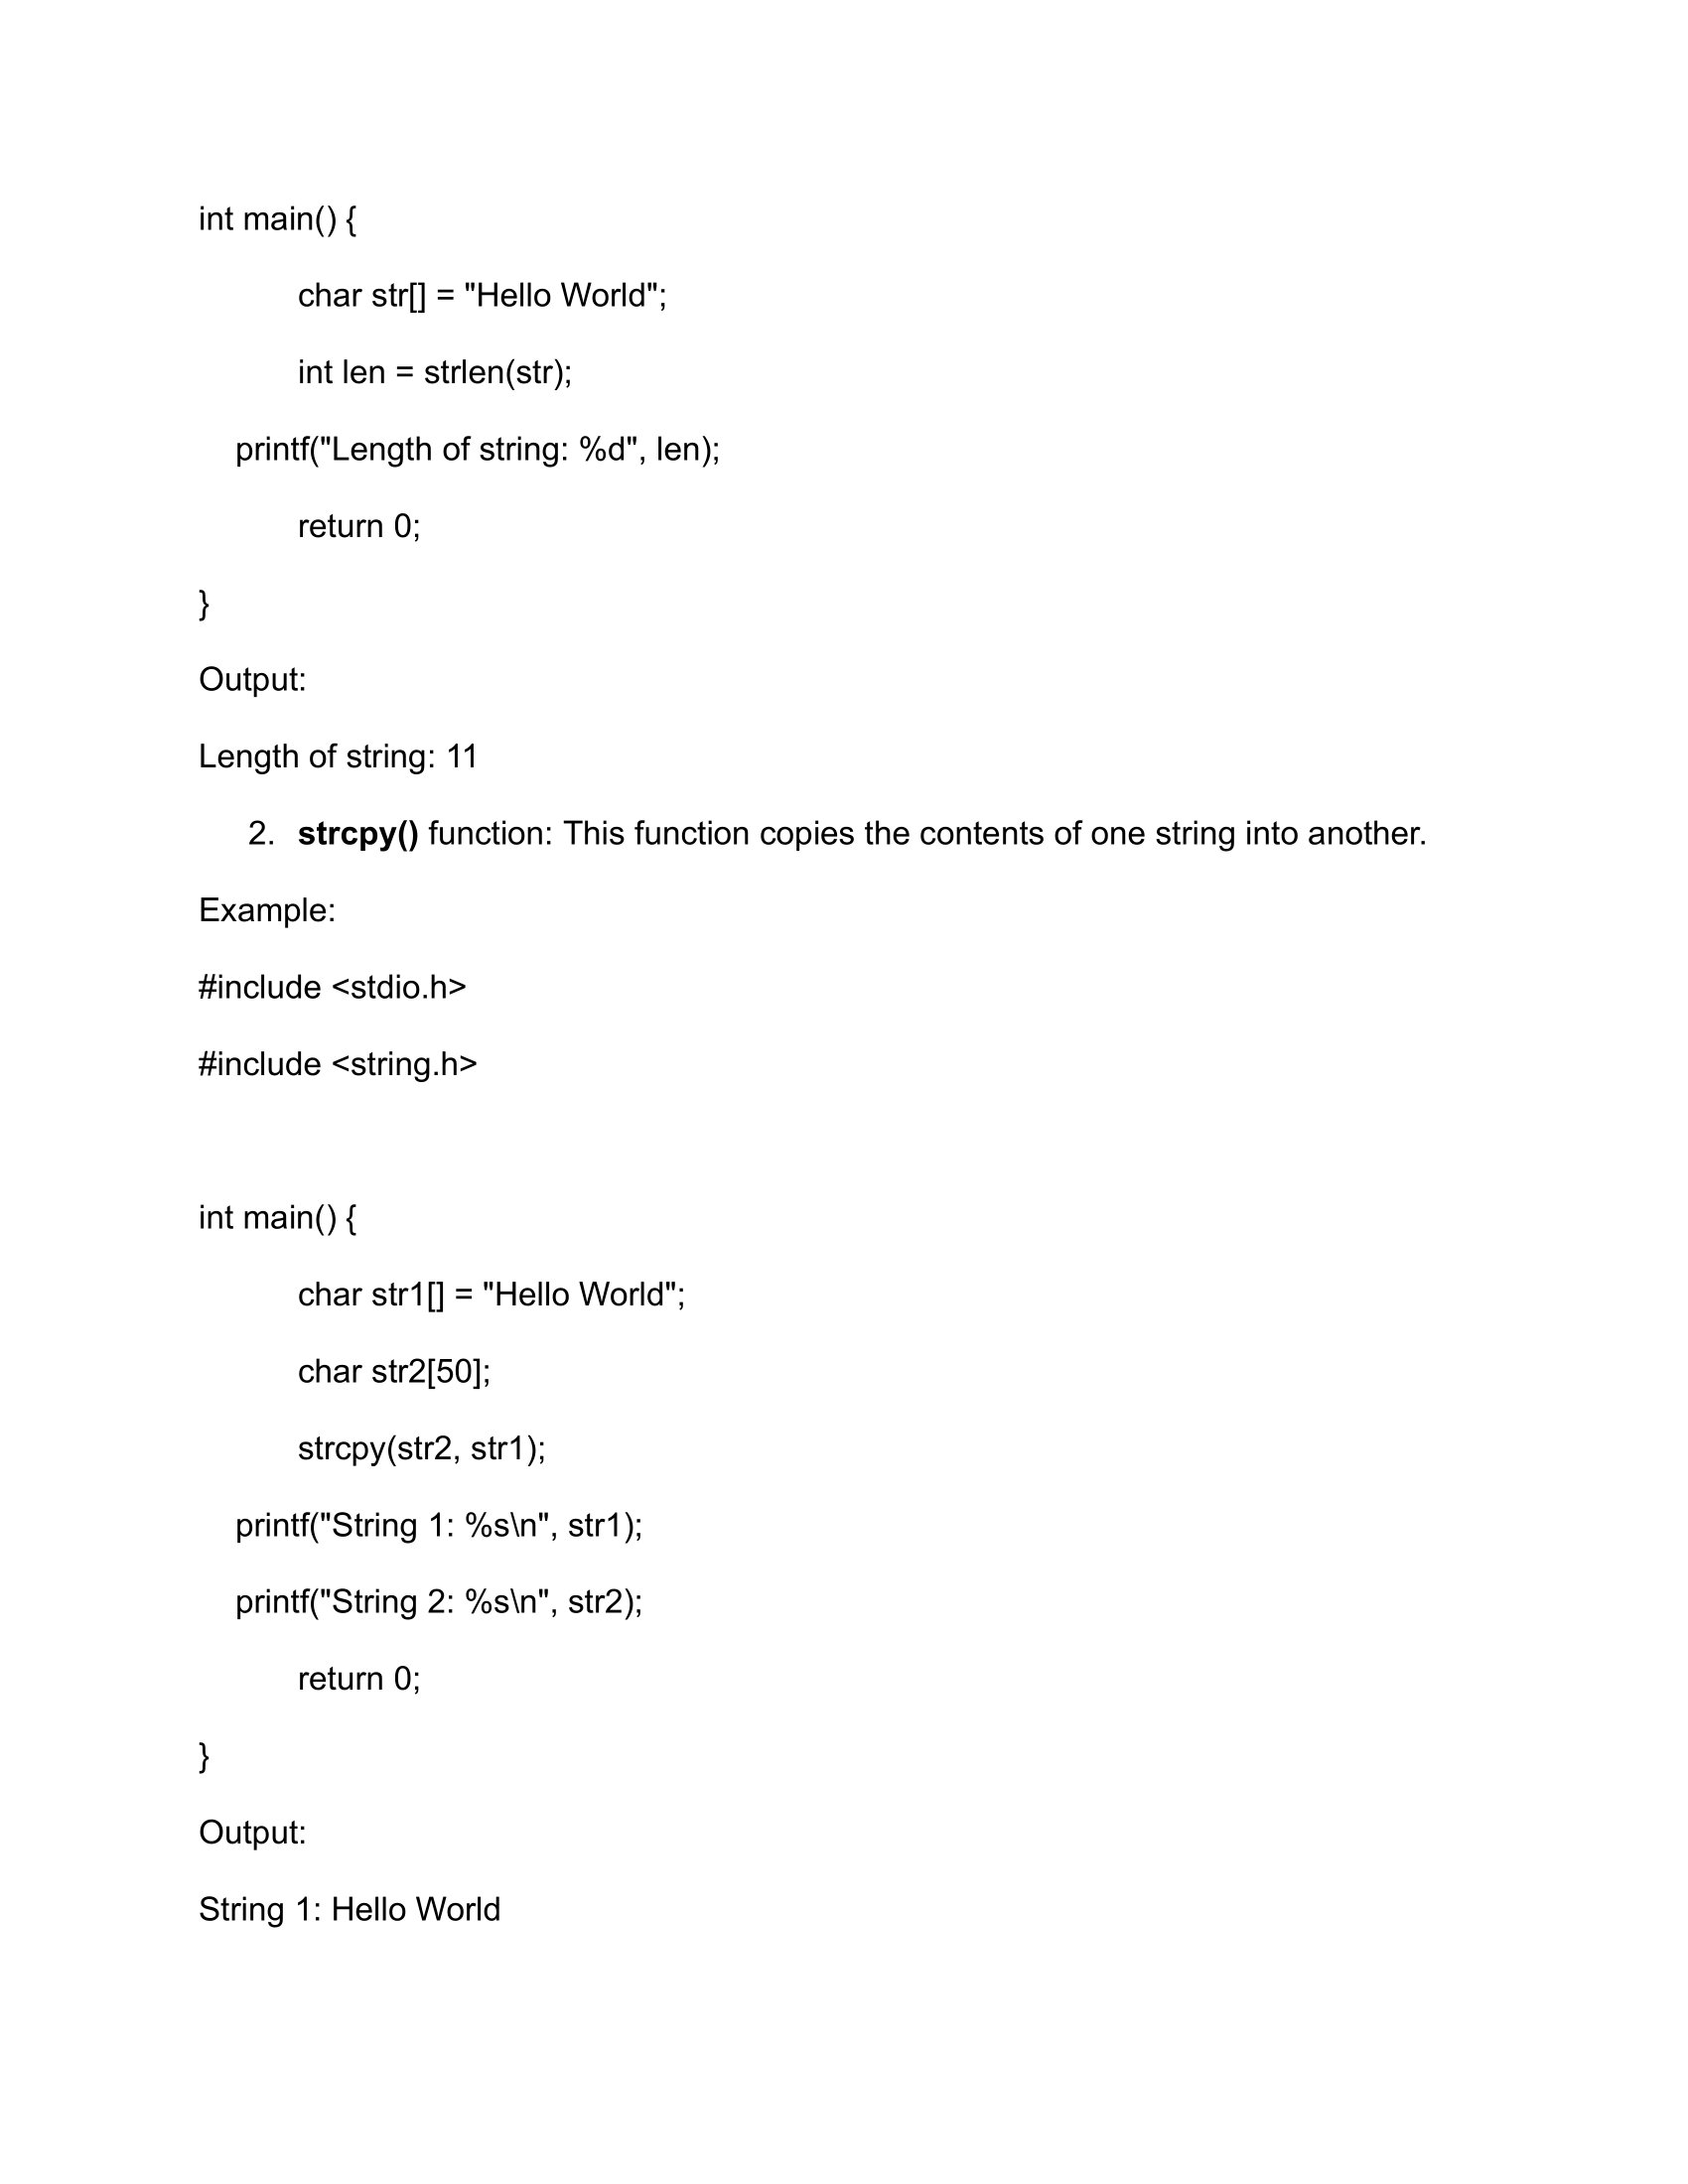 int main() {
char str[] = "Hello World";
int len = strlen(str);
printf("Length of string: %d", len);
return 0;
}
Output:
Length of string: 11
2. strcpy() function: This function copies the contents of one string into another.
Example:
#include <stdio.h>
#include <string.h>
int main() {
char str1[] = "Hello World";
char str2[50];
strcpy(str2, str1);
printf("String 1: %s\n", str1);
printf("String 2: %s\n", str2);
return 0;
}
Output:
String 1: Hello World